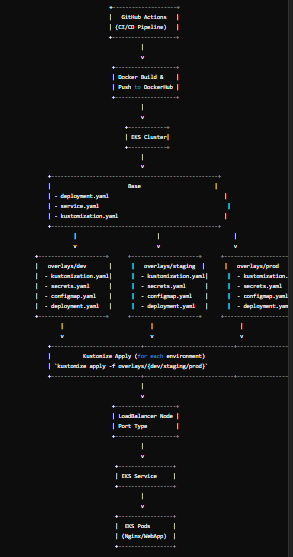 GitHub Actions
(CI/CD Pipeline)
v
Docker Build &
Push to DockerHub
v
EKS Cluster
v
Base
- deployment.yaml
- service.yaml
- kustomization.yaml
v v v
overlays/dev overlays/staging overlays/prod
- kustomization.yaml - kustomization.yaml - kustomization.
- secrets.yaml - secrets.yaml - secrets.yaml
- configmap.yaml - configmap.yaml - configmap.yaml
- deployment.yaml - deployment.yaml - deployment.yam
v v v
Kustomize Apply (for each environment)
`kustomize apply -f overlays/{dev/staging/prod}`
v
LoadBalancer Node
Port Type
v
EKS Service
v
EKS Pods
(Nginx/WebApp)